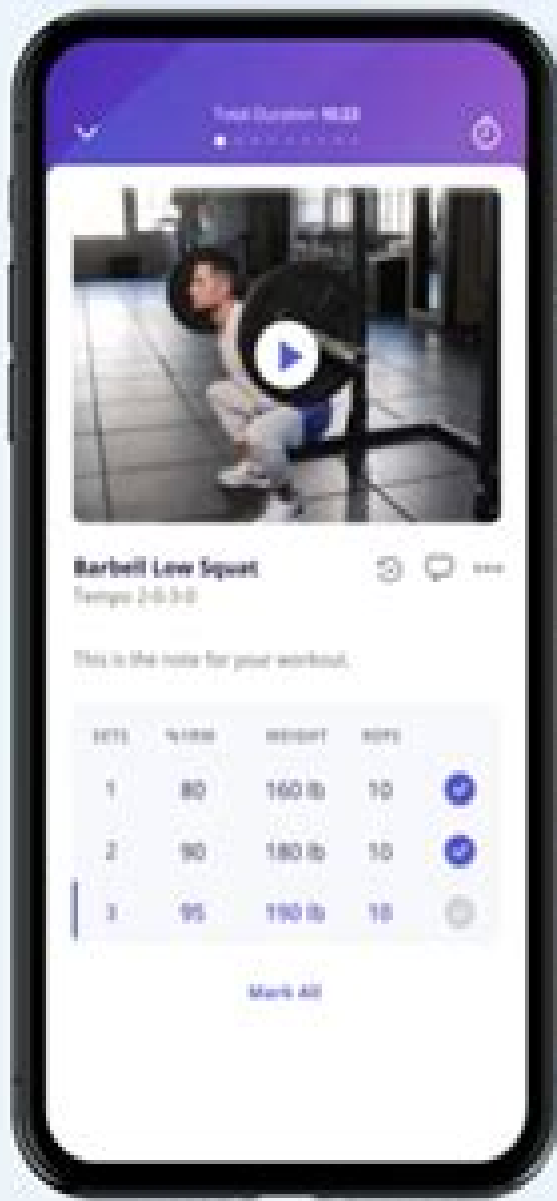 Total Duration 10:23
Barbell Low Squat
Tempo 2-0-3-0
This is the note for your workout.
SETS %1RM WEIGHT REPS
1 80 160 lb 10
2 90 180 lb 10
3 95 190 lb 10
Mark All